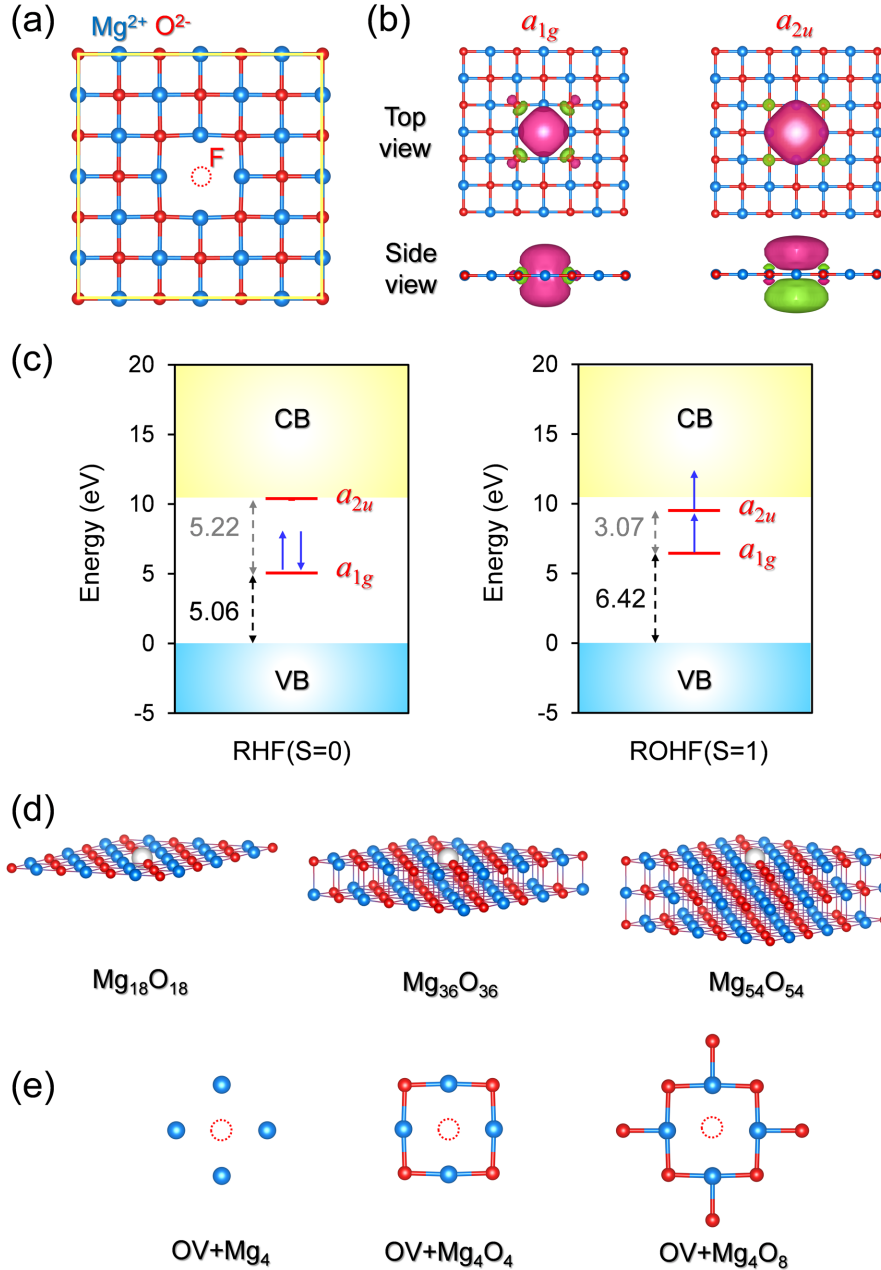 (a)
Mg²⁺ O²⁻
F
(b)
a₁g a₂u
Top view
Side view
(c)
20 20
CB CB
15 15
10 10
a₂u a₂u
5.22 3.07
Energy (eV) Energy (eV)
5 5
a₁g a₁g
5.06 6.42
0 0
VB VB
-5 -5
RHF(S=0) ROHF(S=1)
(d)
Mg₁₈O₁₈ Mg₃₆O₃₆ Mg₅₄O₅₄
(e)
OV+Mg₄ OV+Mg₄O₄ OV+Mg₄O₈